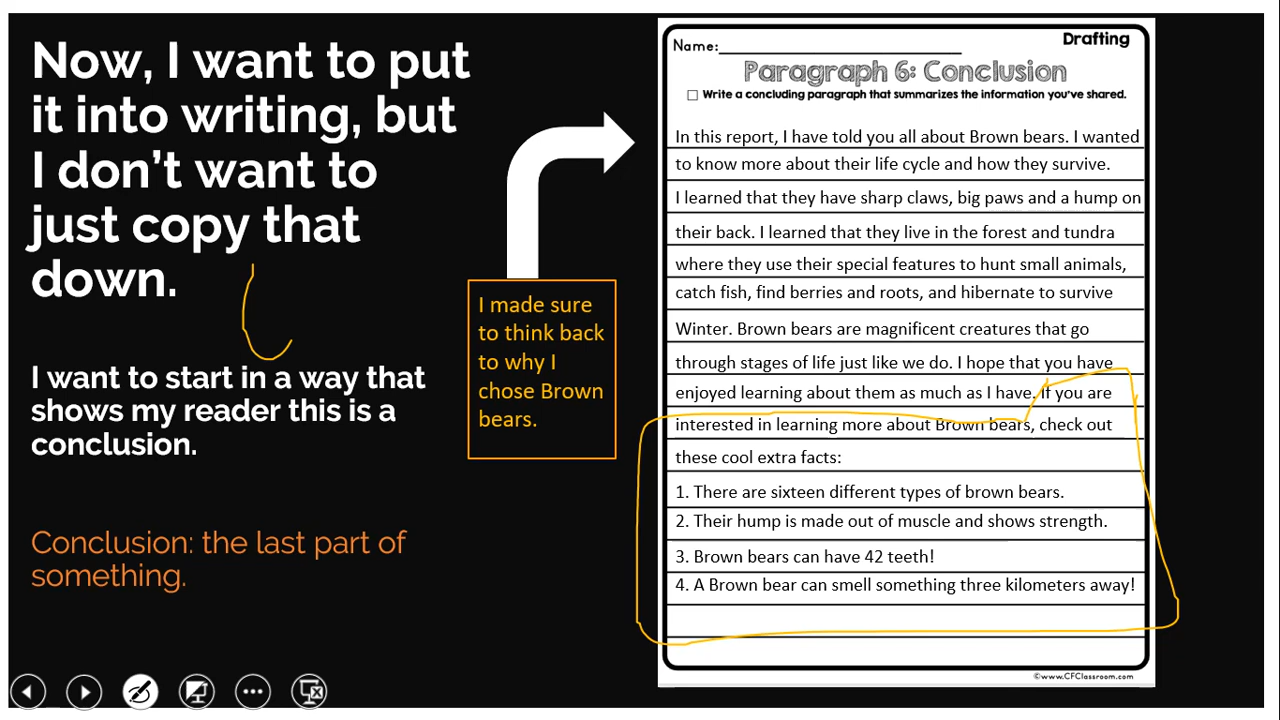 Now, I want to put
it into writing, but
I don't want to
just copy that
down.
I want to start in a way that
shows my reader this is a
conclusion.
Conclusion: the last part of
something.
I made sure
to think back
to why I
chose Brown
bears.
Name:
Drafting
Paragraph 6: Conclusion
Write a concluding paragraph that summarizes the information you've shared.
In this report, I have told you all about Brown bears. I wanted
to know more about their life cycle and how they survive.
I learned that they have sharp claws, big paws and a hump on
their back. I learned that they live in the forest and tundra
where they use their special features to hunt small animals,
catch fish, find berries and roots, and hibernate to survive
Winter. Brown bears are magnificent creatures that go
through stages of life just like we do. I hope that you have
enjoyed learning about them as much as I have. If you are
interested in learning more about Brown bears, check out
these cool extra facts:
1. There are sixteen different types of brown bears.
2. Their hump is made out of muscle and shows strength.
3. Brown bears can have 42 teeth!
4. A Brown bear can smell something three kilometers away!
©www.CFClassroom.com